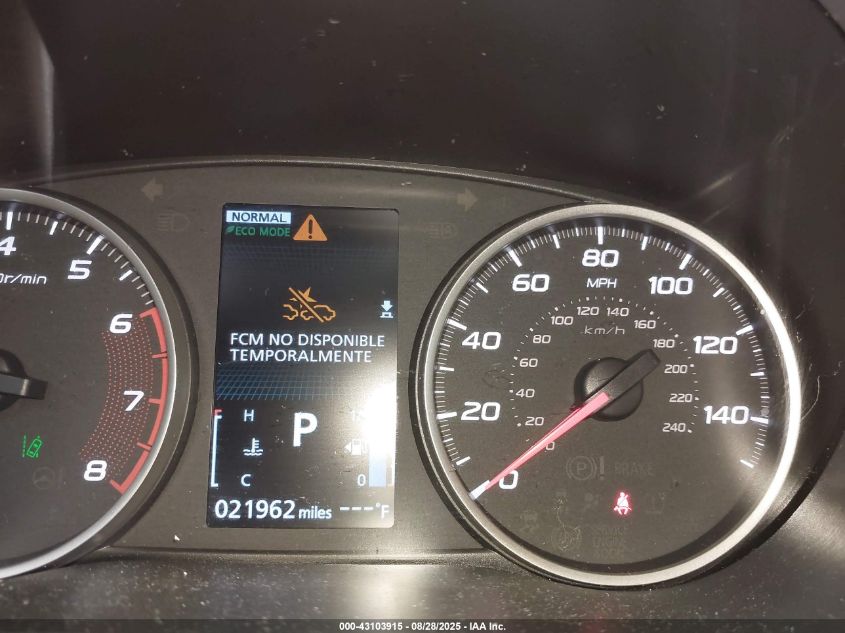 4
5
6
7
8
0r/min
NORMAL
ECO MODE
FCM NO DISPONIBLE
TEMPORALMENTE
H
C
P
0
021962 miles ---°F
0
20
40
60
80
100
120
140
MPH
km/h
0
20
40
60
80
100
120
140
160
180
200
220
240
BRAKE
000-43103915 - 08/28/2025 - IAA Inc.